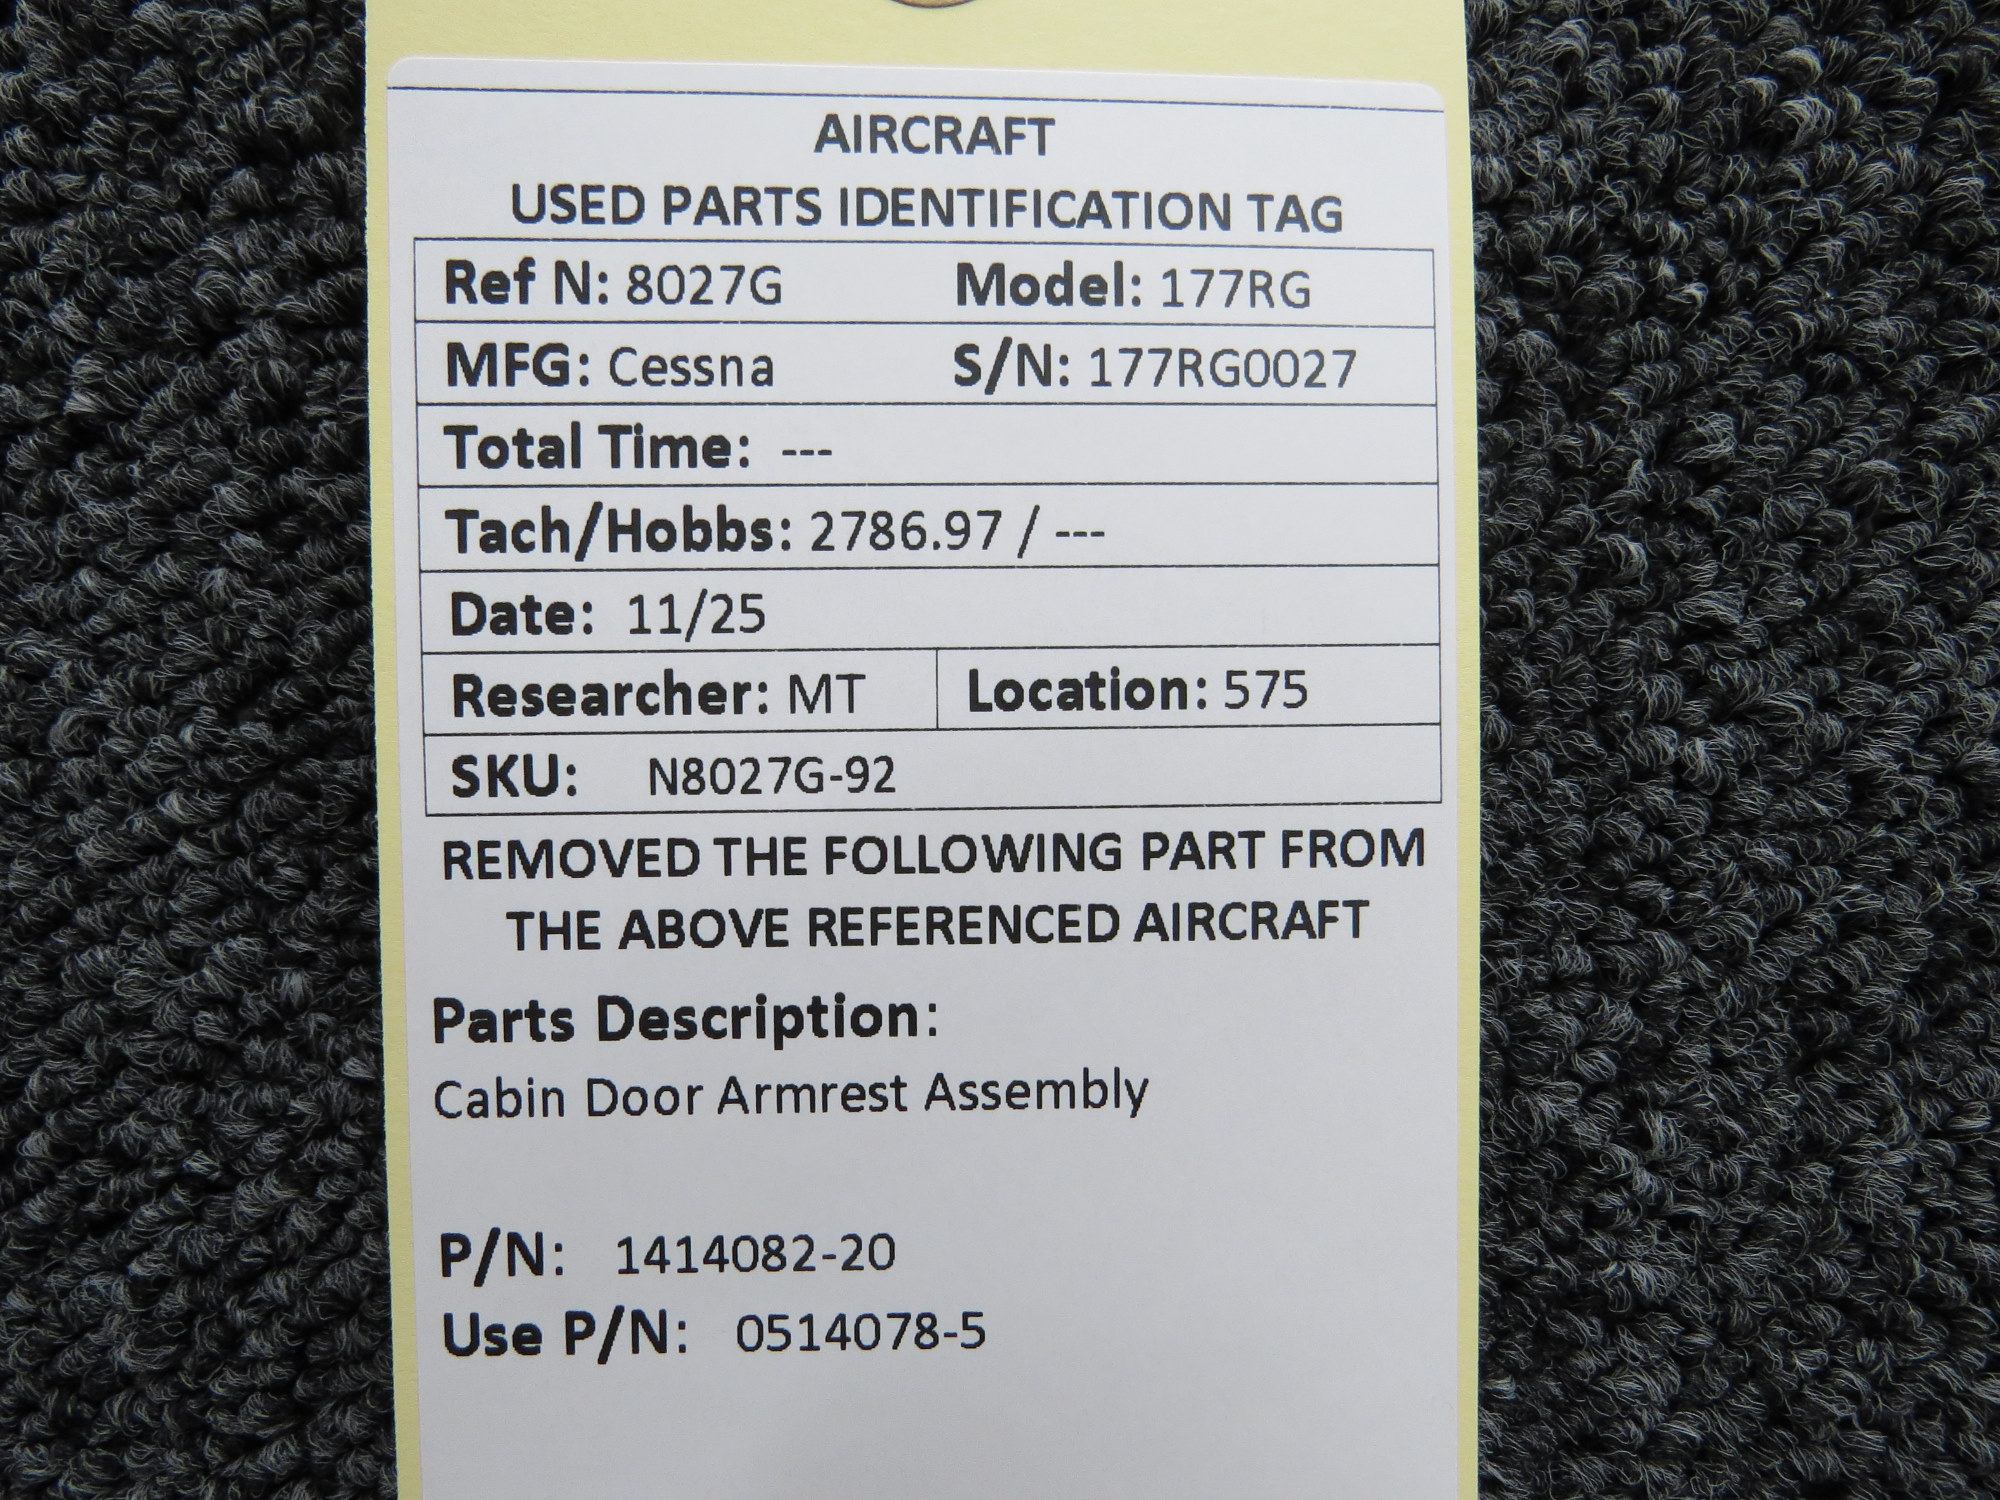 AIRCRAFT
USED PARTS IDENTIFICATION TAG
Ref N: 8027G Model: 177RG
MFG: Cessna S/N: 177RG0027
Total Time: ---
Tach/Hobbs: 2786.97 / ---
Date: 11/25
Researcher: MT Location: 575
SKU: N8027G-92
REMOVED THE FOLLOWING PART FROM
THE ABOVE REFERENCED AIRCRAFT
Parts Description:
Cabin Door Armrest Assembly
P/N: 1414082-20
Use P/N: 0514078-5